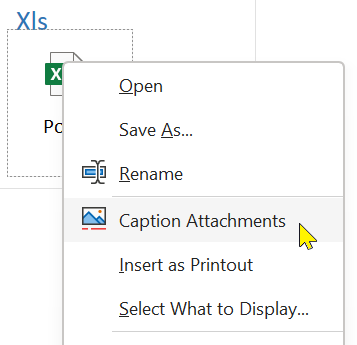 Xls
X
Po
Open
Save As...
Rename
Caption Attachments
Insert as Printout
Select What to Display...